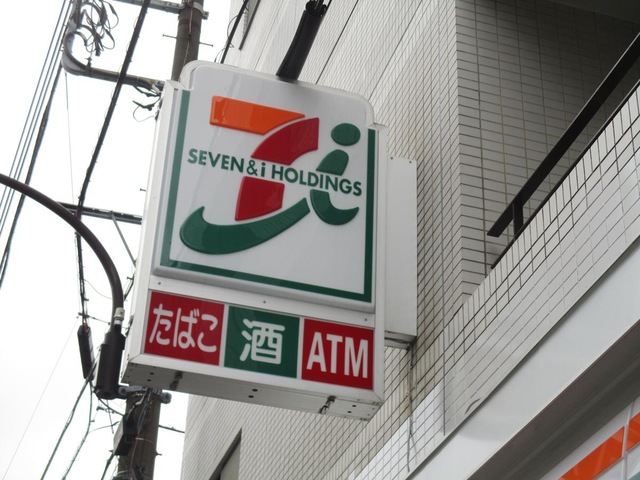 SEVEN & i HOLDINGS
たばこ 酒 ATM